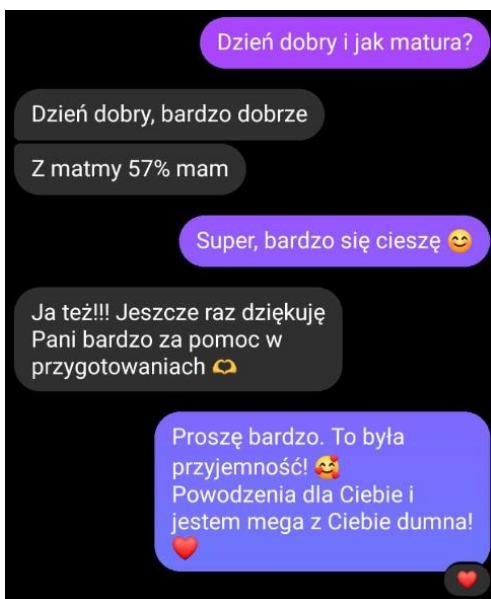 Dzień dobry i jak matura?
Dzień dobry, bardzo dobrze
Z matmy 57% mam
Super, bardzo się cieszę 😊
Ja też!!! Jeszcze raz dziękuję
Pani bardzo za pomoc w
przygotowaniach 🫶
Proszę bardzo. To była
przyjemność! 🥰
Powodzenia dla Ciebie i
jestem mega z Ciebie dumna!
❤️
❤️